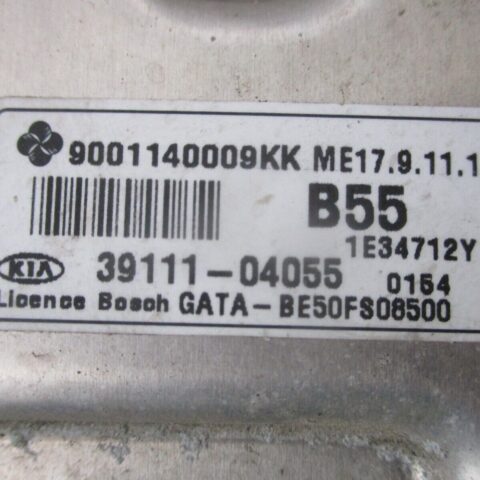 9001140009KK ME17.9.11.1
B55
1E34712Y
KIA 39111-04055 0154
Licence Bosch GATA-BE50FS08500